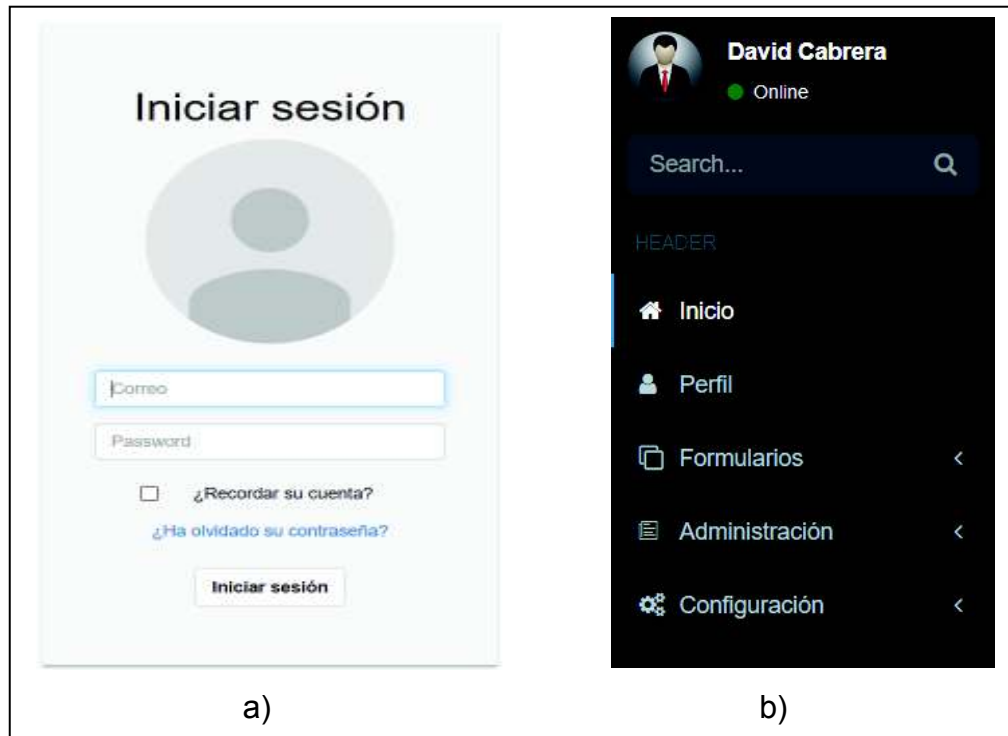 Iniciar sesión
Correo
Password
¿Recordar su cuenta?
¿Ha olvidado su contraseña?
Iniciar sesión
a)
David Cabrera
Online
Search...
HEADER
Inicio
Perfil
Formularios
Administración
Configuración
b)